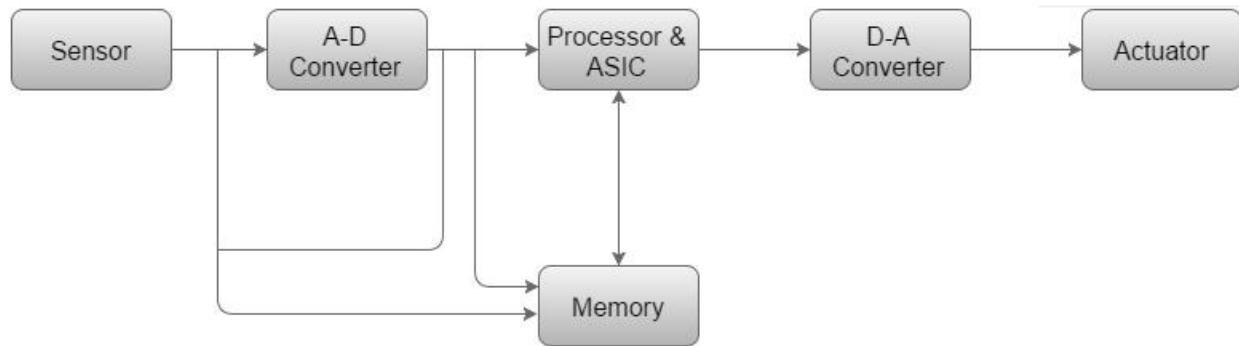 Sensor
A-D
Converter
Processor &
ASIC
D-A
Converter
Actuator
Memory